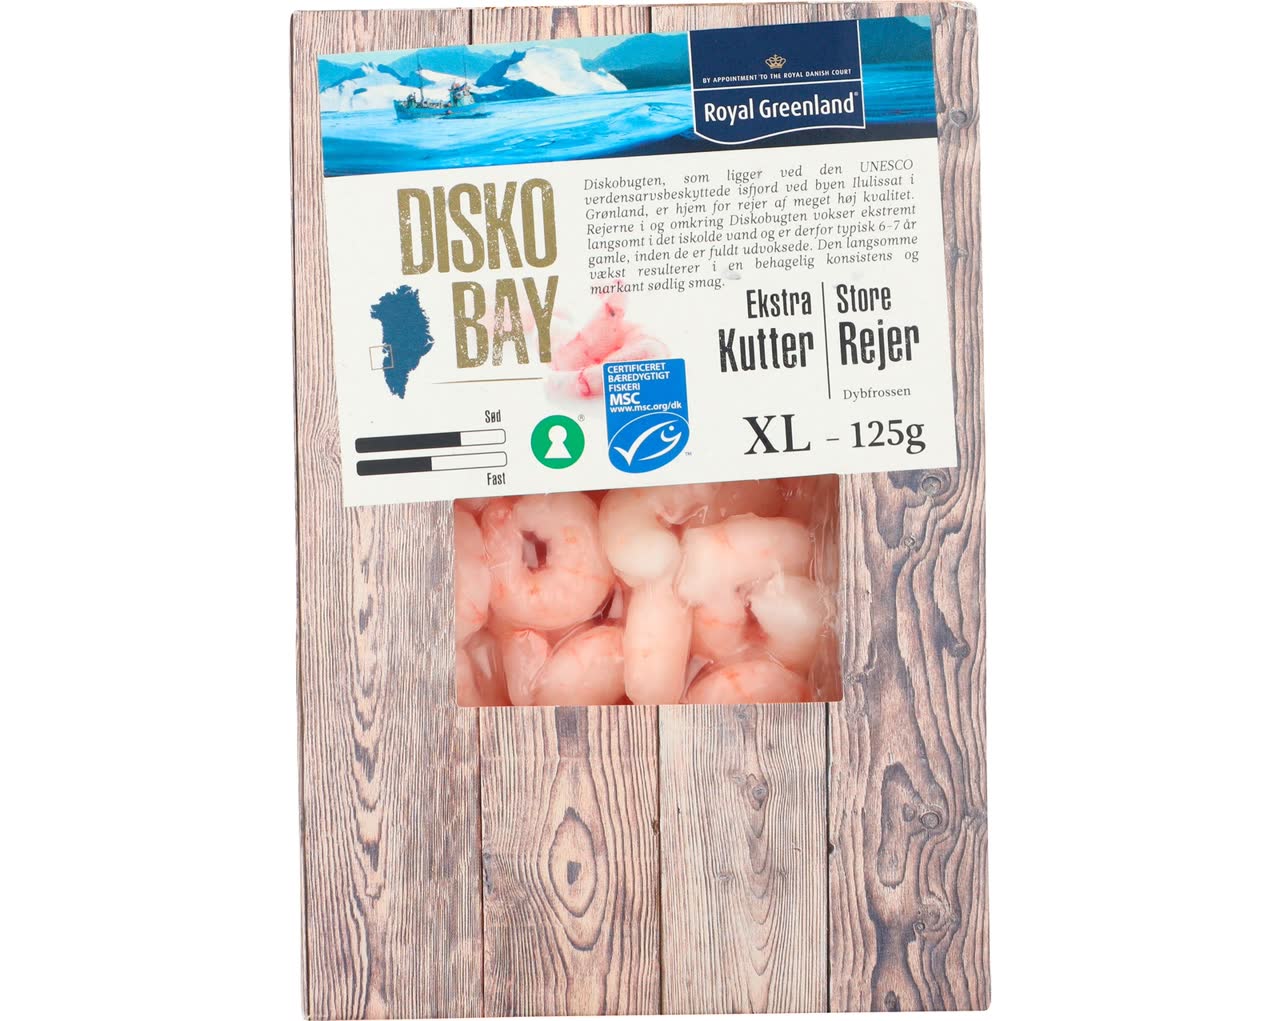 BY APPOINTMENT TO THE ROYAL DANISH COURT
Royal Greenland®
DISKO
BAY
Diskobugten, som ligger ved den UNESCO
verdensarvsbeskyttede isfjord ved byen Ilulissat i
Grønland, er hjem for rejer af meget høj kvalitet.
Rejerne i og omkring Diskobugten vokser ekstremt
langsomt i det iskolde vand og er derfor typisk 6-7 år
gamle, inden de er fuldt udvoksede. Den langsomme
vækst resulterer i en behagelig konsistens og
markant sødlig smag.
Ekstra Store
Kutter Rejer
Dybfrossen
XL - 125g
CERTIFICERET
BÆREDYGTIGT
FISKERI
MSC
www.msc.org/dk
™
®
Sød
Fast